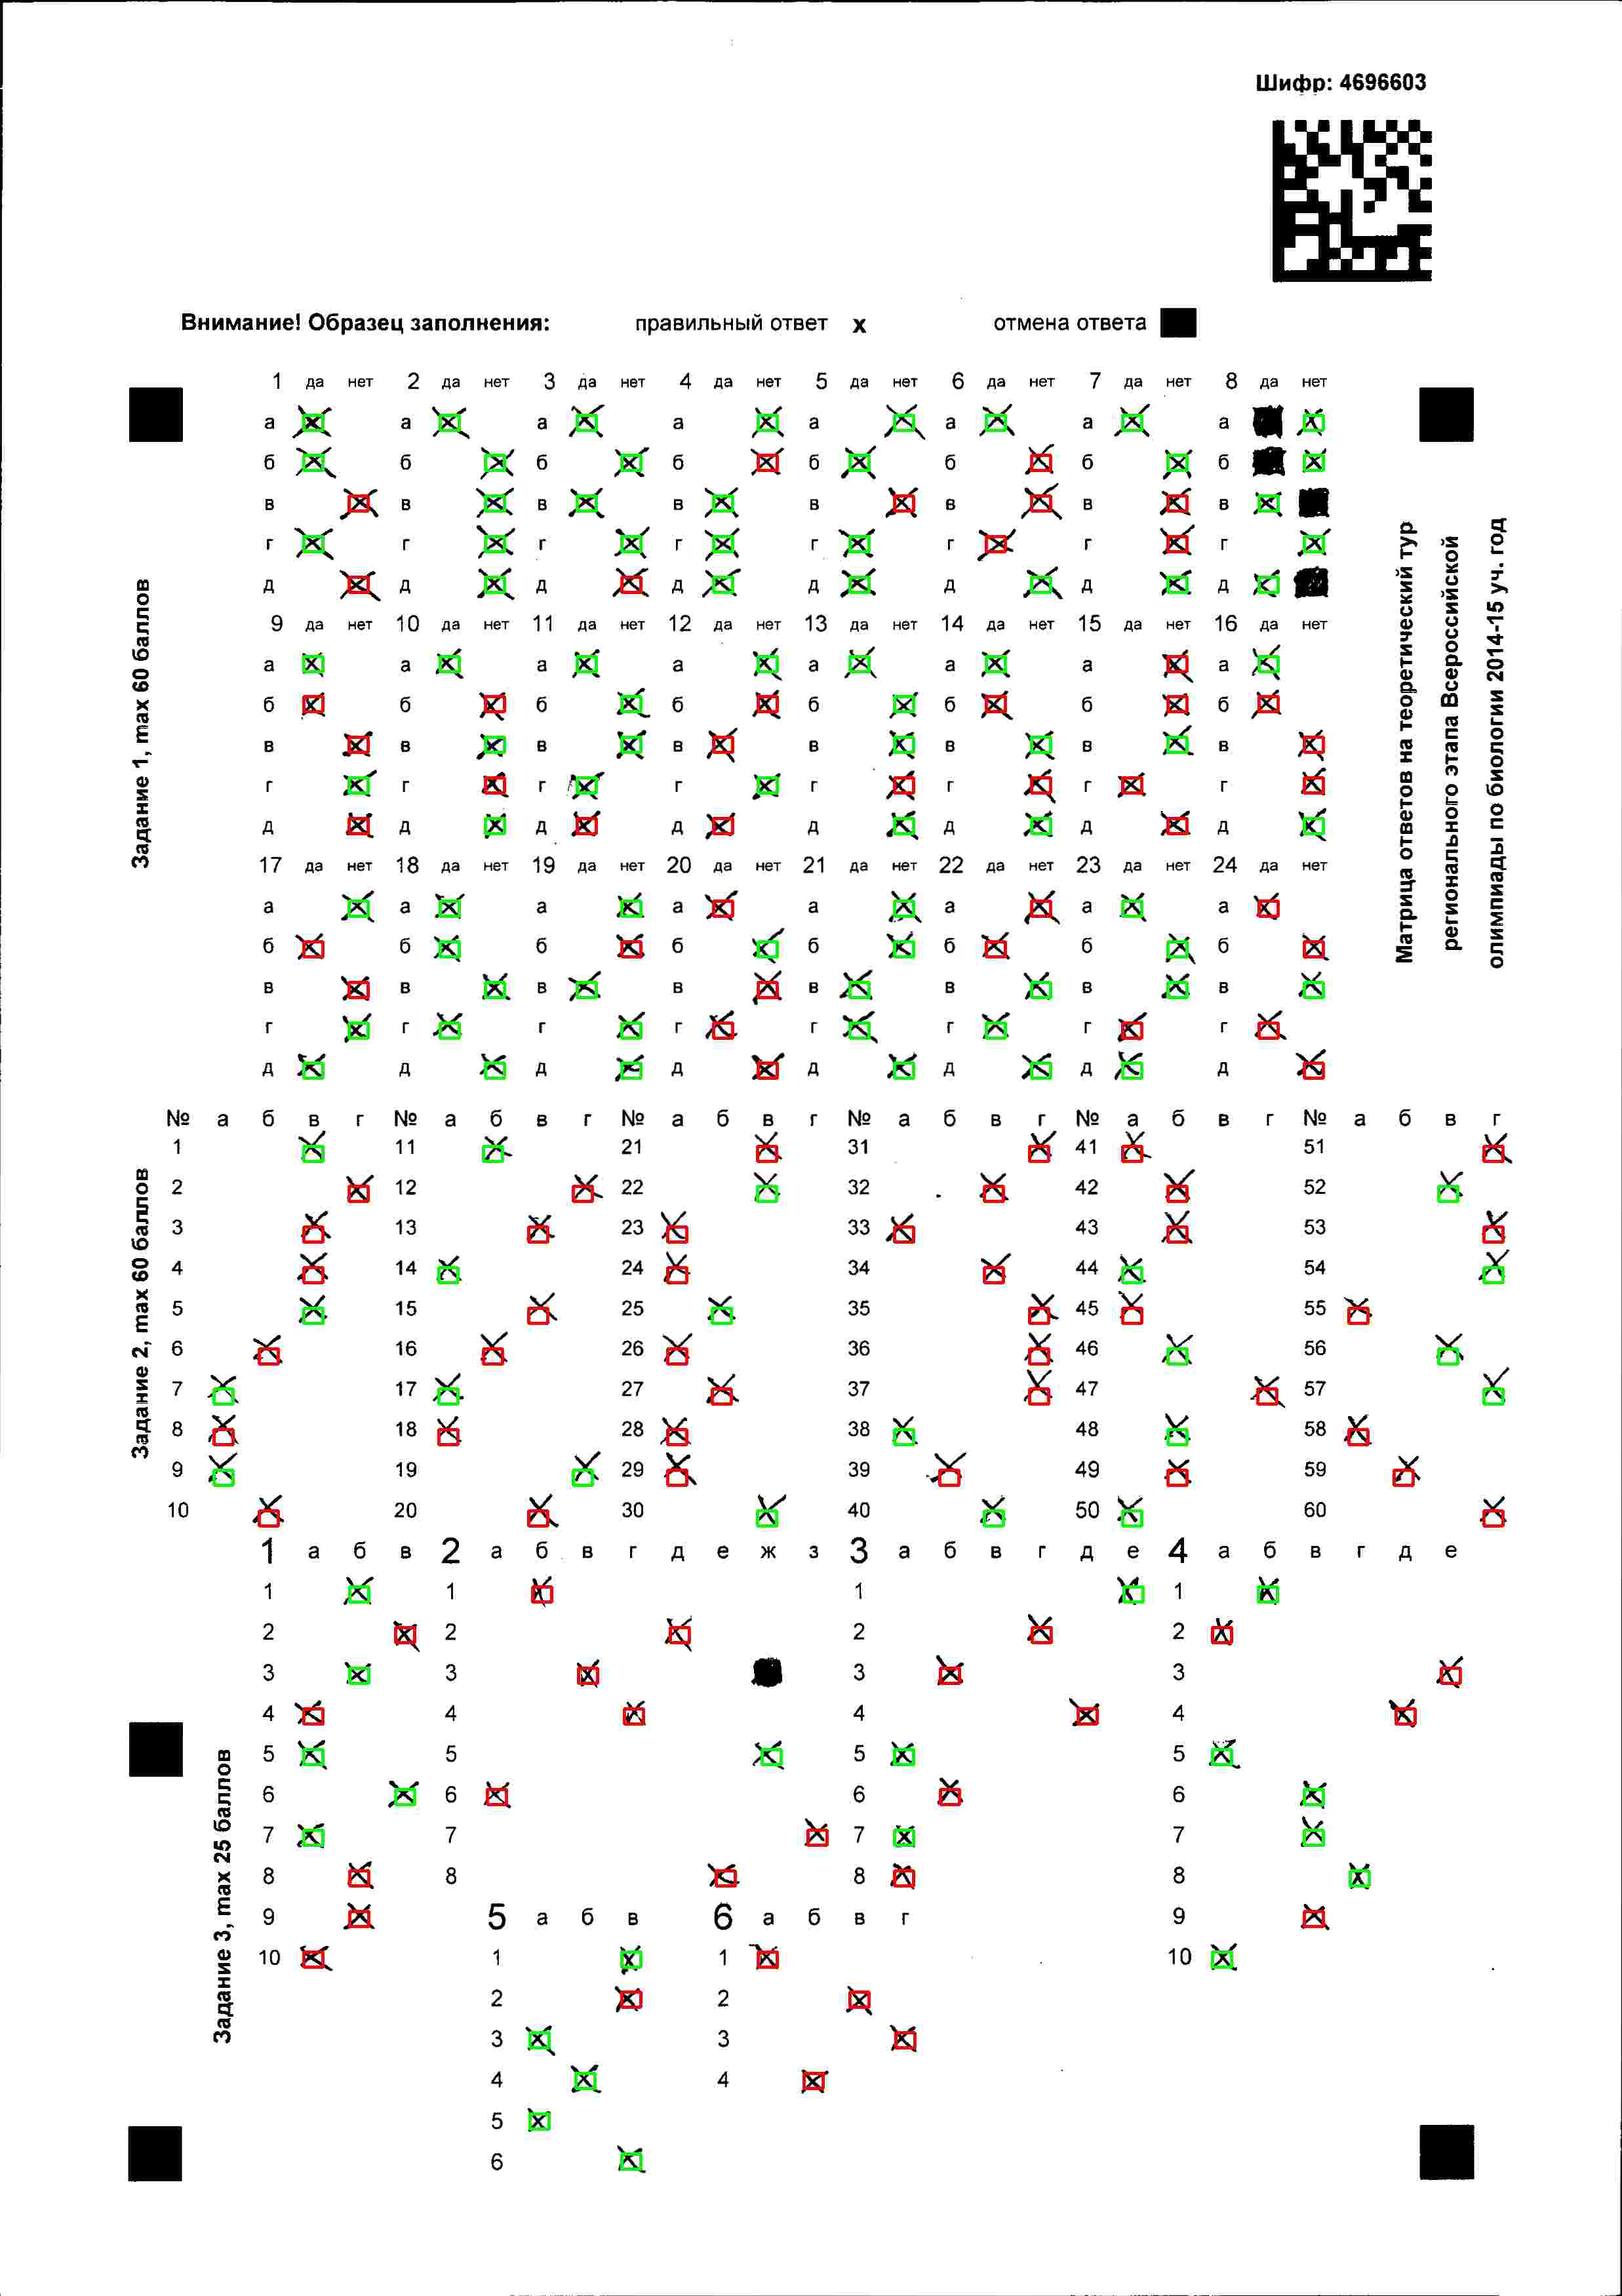 Шифр: 4696603
Внимание! Образец заполнения: правильный ответ x отмена ответа
1 да нет 2 да нет 3 да нет 4 да нет 5 да нет 6 да нет 7 да нет 8 да нет
а а а а а а а а
б б б б б б б б
в в в в в в в в
г г г г г г г г
д д д д д д д д
9 да нет 10 да нет 11 да нет 12 да нет 13 да нет 14 да нет 15 да нет 16 да нет
а а а а а а а а
б б б б б б б б
в в в в в в в в
г г г г г г г г
д д д д д д д д
17 да нет 18 да нет 19 да нет 20 да нет 21 да нет 22 да нет 23 да нет 24 да нет
а а а а а а а а
б б б б б б б б
в в в в в в в в
г г г г г г г г
д д д д д д д д
Задание 1, max 60 баллов
Матрица ответов на теоретический тур
регионального этапа Всероссийской
олимпиады по биологии 2014-15 уч. год
№ а б в г № а б в г № а б в г № а б в г № а б в г № а б в г
1 11 21 31 41 51
2 12 22 32 42 52
3 13 23 33 43 53
4 14 24 34 44 54
5 15 25 35 45 55
6 16 26 36 46 56
7 17 27 37 47 57
8 18 28 38 48 58
9 19 29 39 49 59
10 20 30 40 50 60
Задание 2, max 60 баллов
1 а б в 2 а б в г д е ж з 3 а б в г д е 4 а б в г д е
1 1 1 1
2 2 2 2
3 3 3 3
4 4 4 4
5 5 5 5
6 6 6 6
7 7 7 7
8 8 8 8
9 5 а б в 6 а б в г 9
10 1 1 10
2 2
3 3
4 4
5
6
Задание 3, max 25 баллов